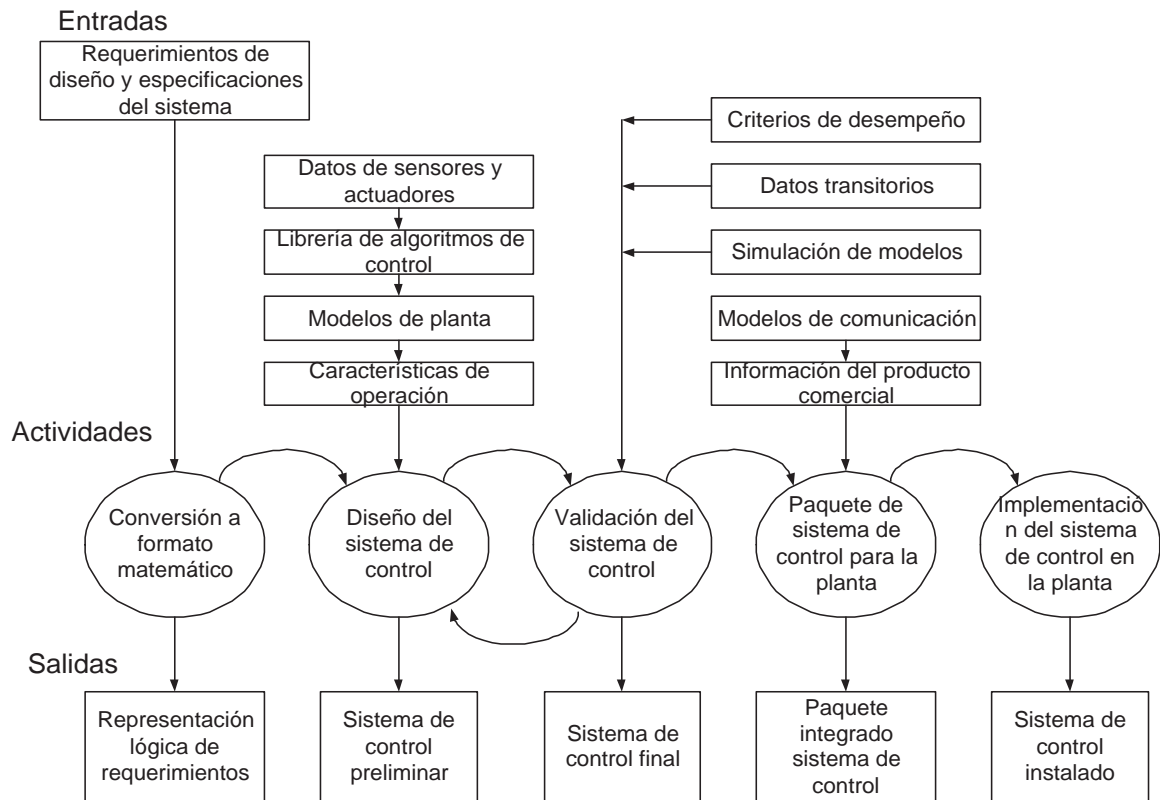 Entradas
Requerimientos de
diseño y especificaciones
del sistema
Criterios de desempeño
Datos de sensores y
actuadores
Datos transitorios
Librería de algoritmos de
control
Simulación de modelos
Modelos de planta
Modelos de comunicación
Características de
operación
Información del producto
comercial
Actividades
Conversión a
formato
matemático
Diseño del
sistema de
control
Validación del
sistema de
control
Paquete de
sistema de
control para la
planta
Implementació
n del sistema
de control en
la planta
Salidas
Representación
lógica de
requerimientos
Sistema de
control
preliminar
Sistema de
control final
Paquete
integrado
sistema de
control
Sistema de
control
instalado